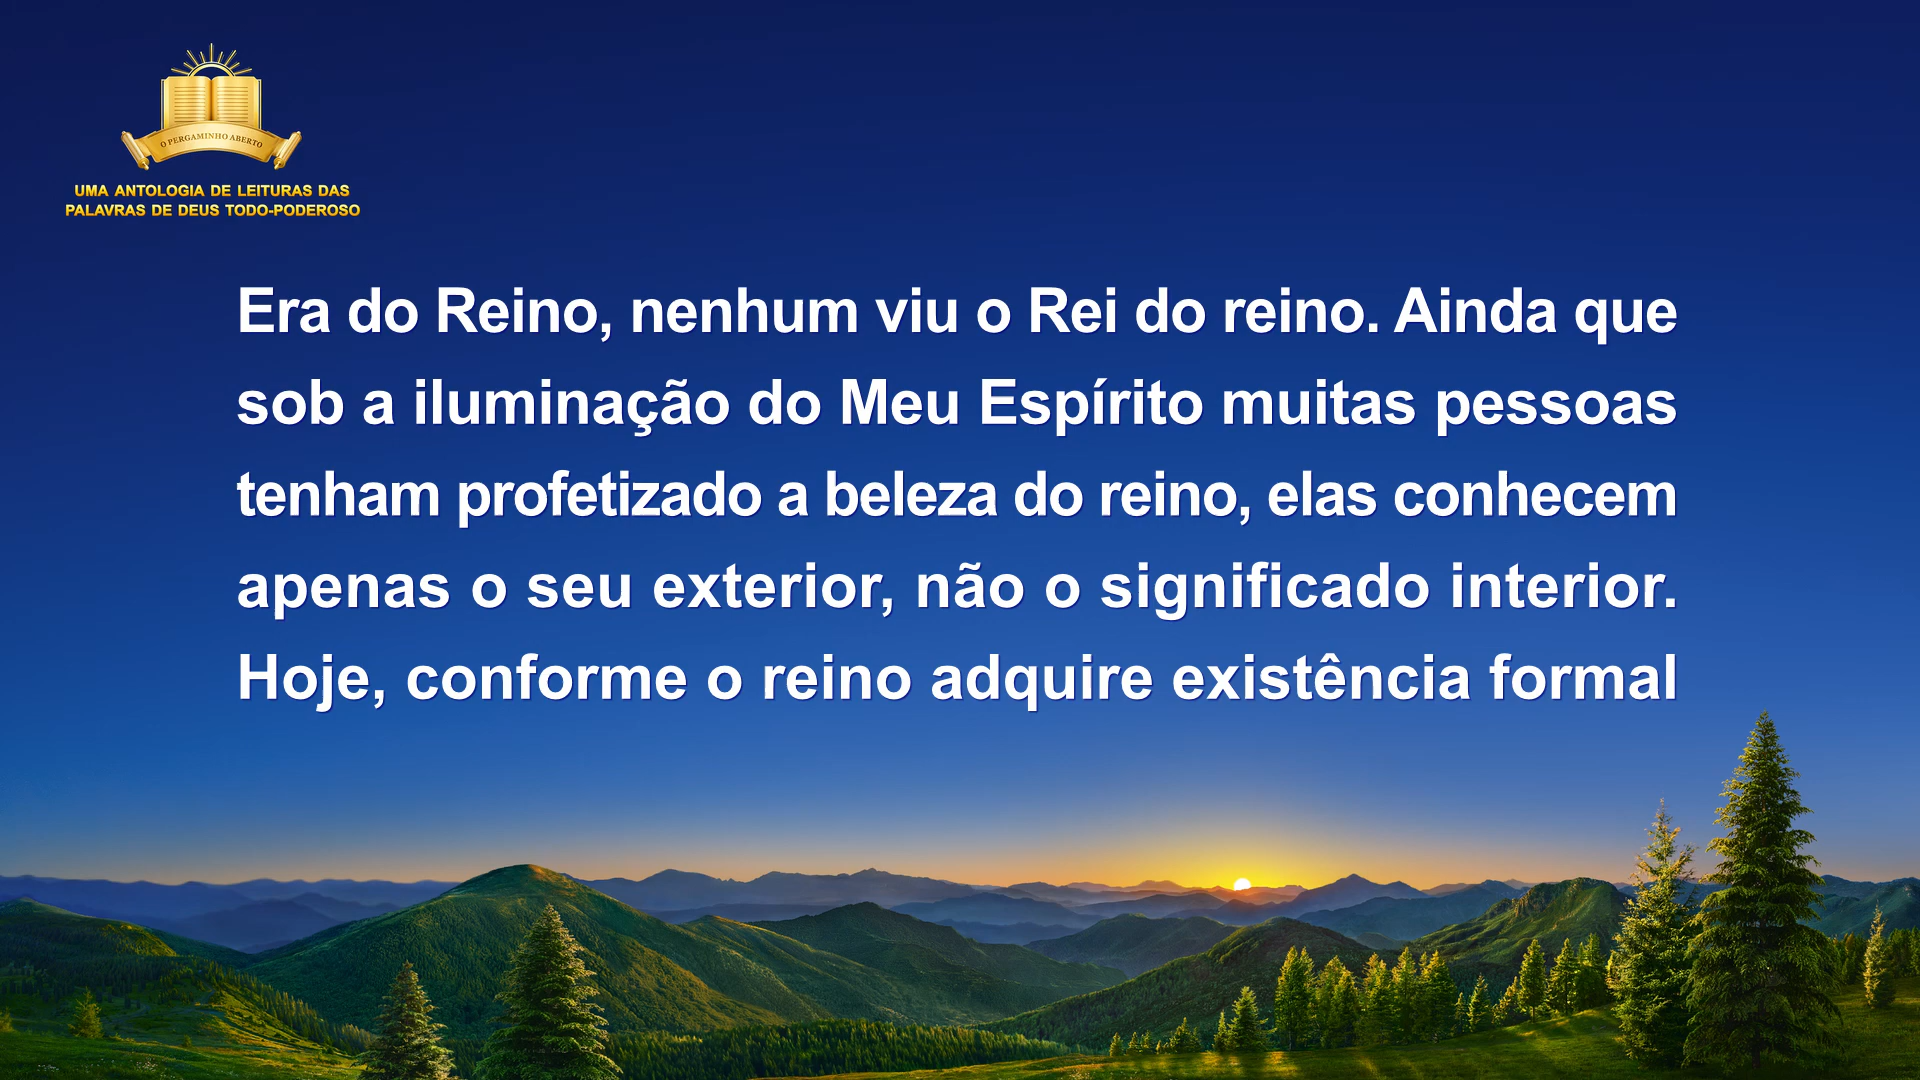 O PERGAMINHO ABERTO
UMA ANTOLOGIA DE LEITURAS DAS
PALAVRAS DE DEUS TODO-PODEROSO
Era do Reino, nenhum viu o Rei do reino. Ainda que
sob a iluminação do Meu Espírito muitas pessoas
tenham profetizado a beleza do reino, elas conhecem
apenas o seu exterior, não o significado interior.
Hoje, conforme o reino adquire existência formal